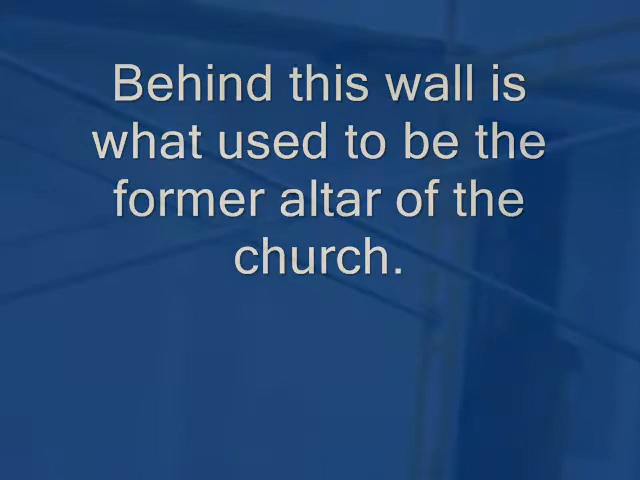 Behind this wall is
what used to be the
former altar of the
church.